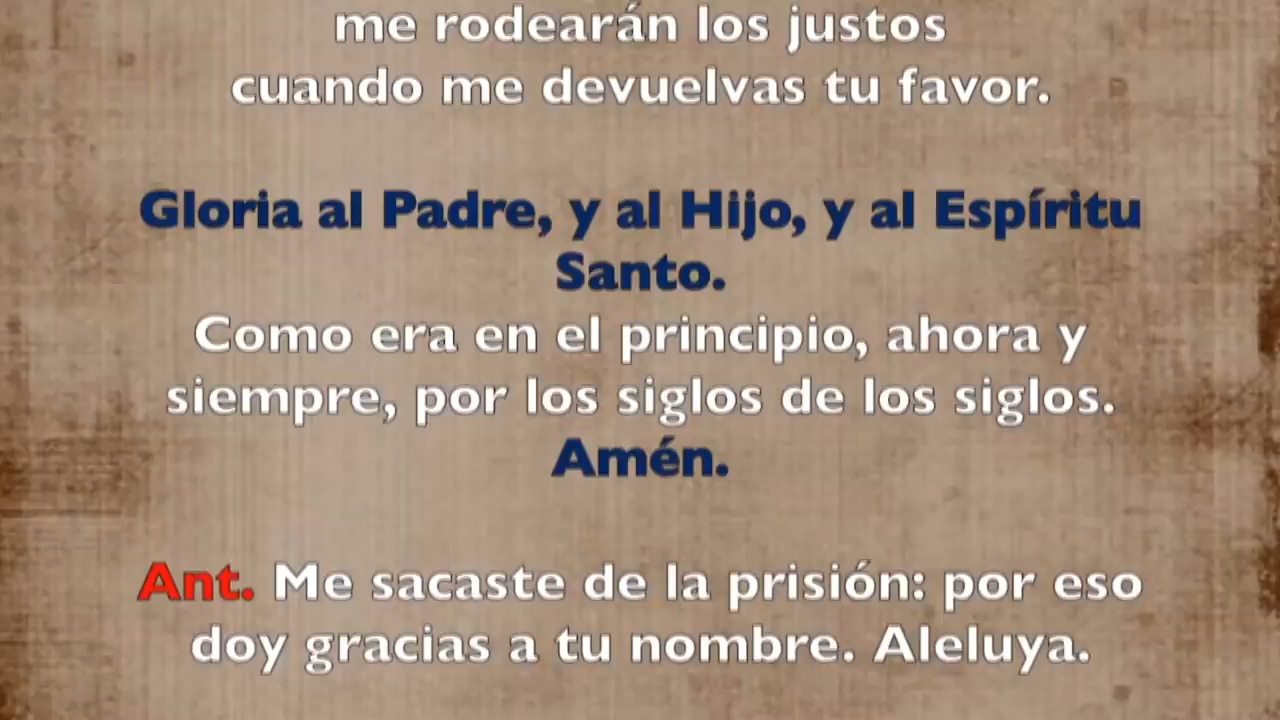 me rodearán los justos
cuando me devuelvas tu favor.
Gloria al Padre, y al Hijo, y al Espíritu
Santo.
Como era en el principio, ahora y
siempre, por los siglos de los siglos.
Amén.
Ant. Me sacaste de la prisión: por eso
doy gracias a tu nombre. Aleluya.